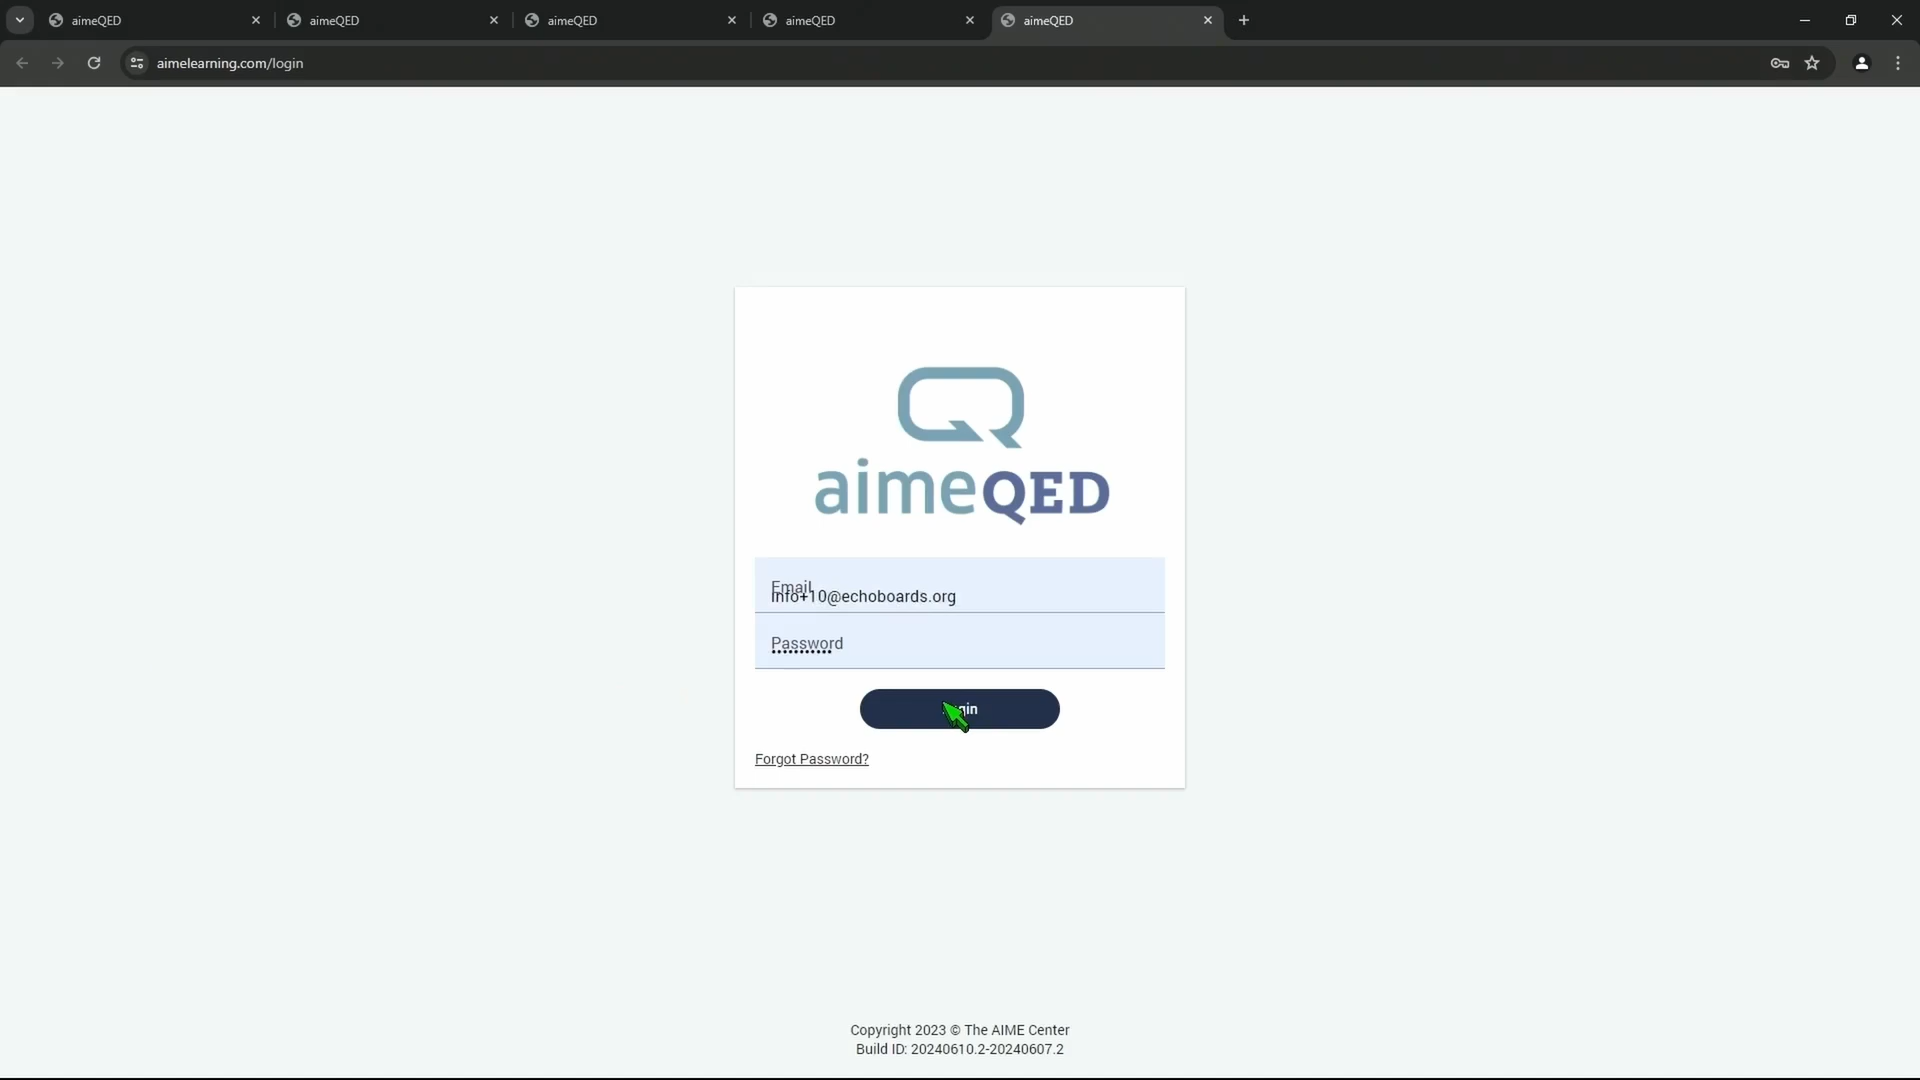 aimeQED
aimeQED
aimeQED
aimeQED
aimeQED
aimelearning.com/login
aimeQED
Email
info+10@echoboards.org
Password
Forgot Password?
Copyright 2023 © The AIME Center
Build ID: 20240610.2-20240607.2